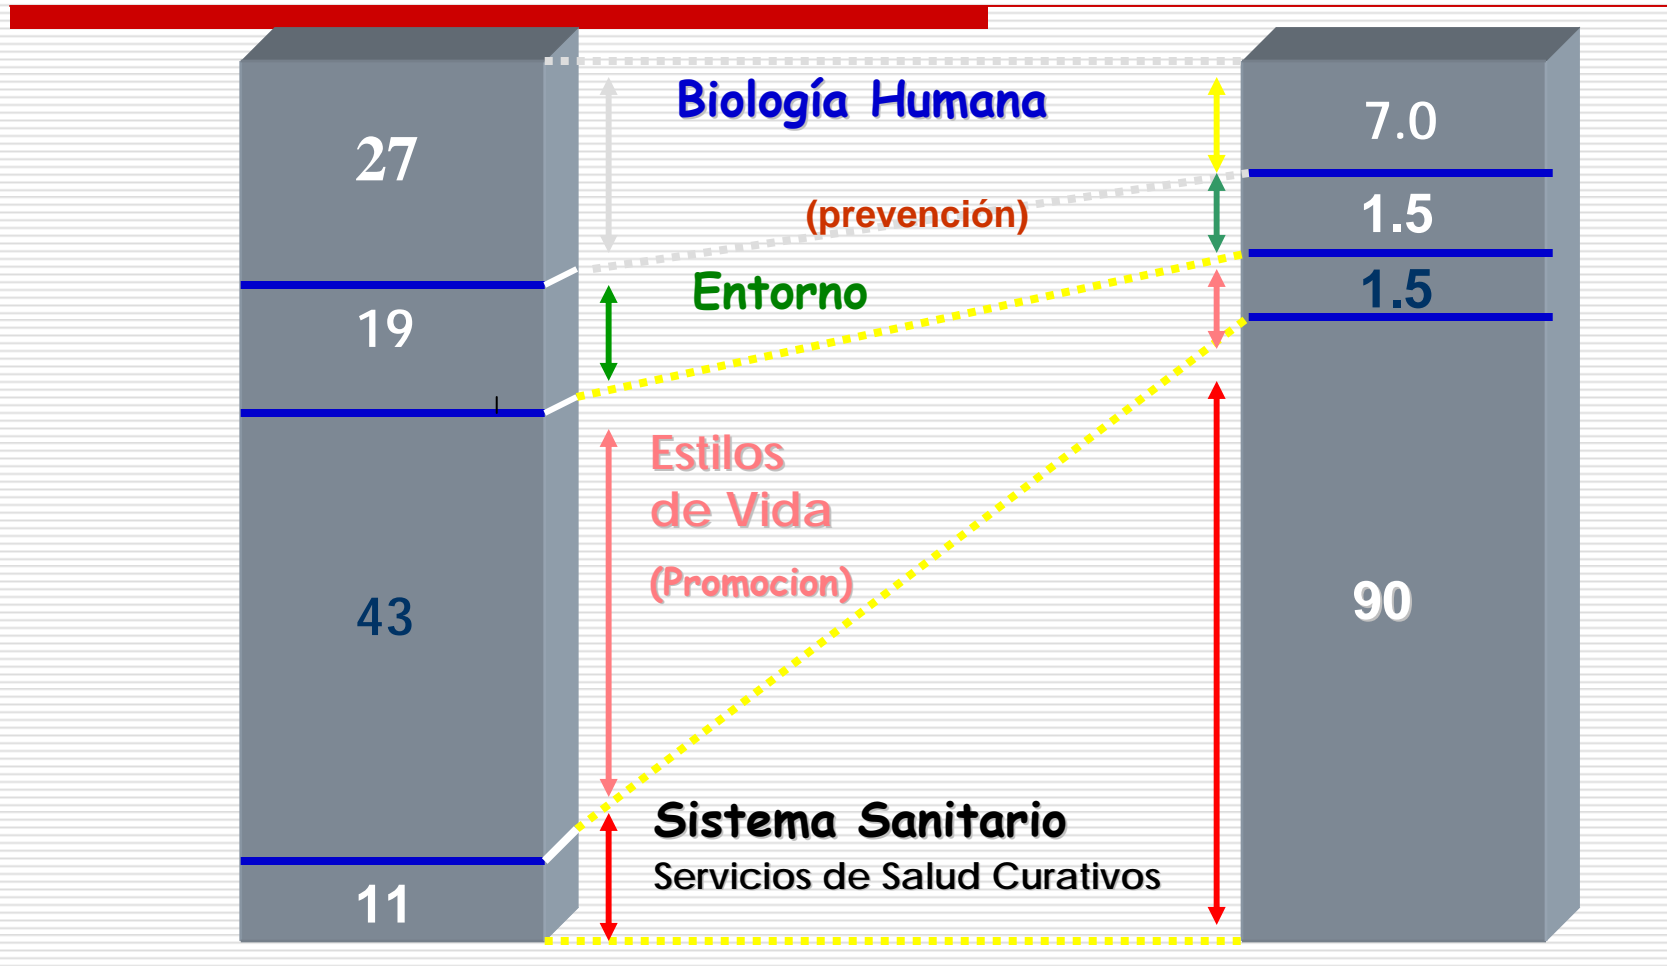 Biología Humana
7.0
27
(prevención)
1.5
Entorno
1.5
19
Estilos
de Vida
(Promocion)
43
90
Sistema Sanitario
Servicios de Salud Curativos
11